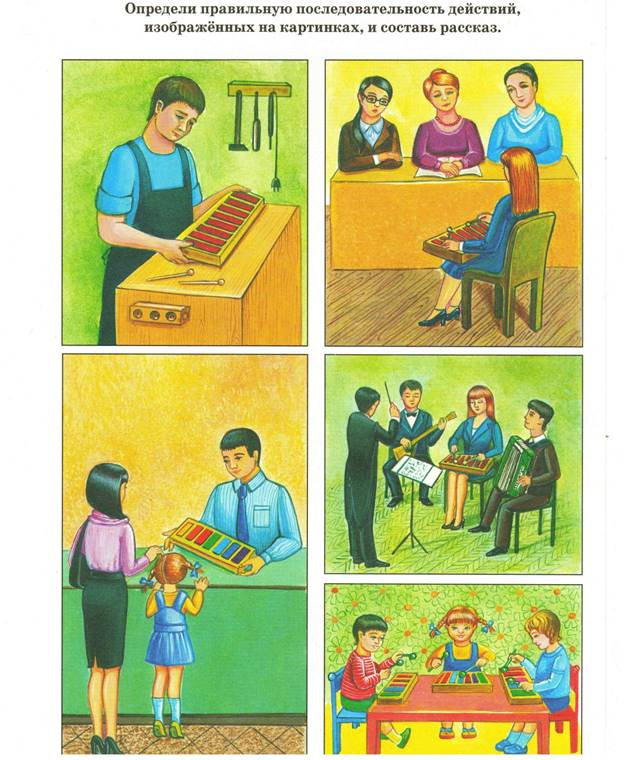 Определи правильную последовательность действий,
изображённых на картинках, и составь рассказ.